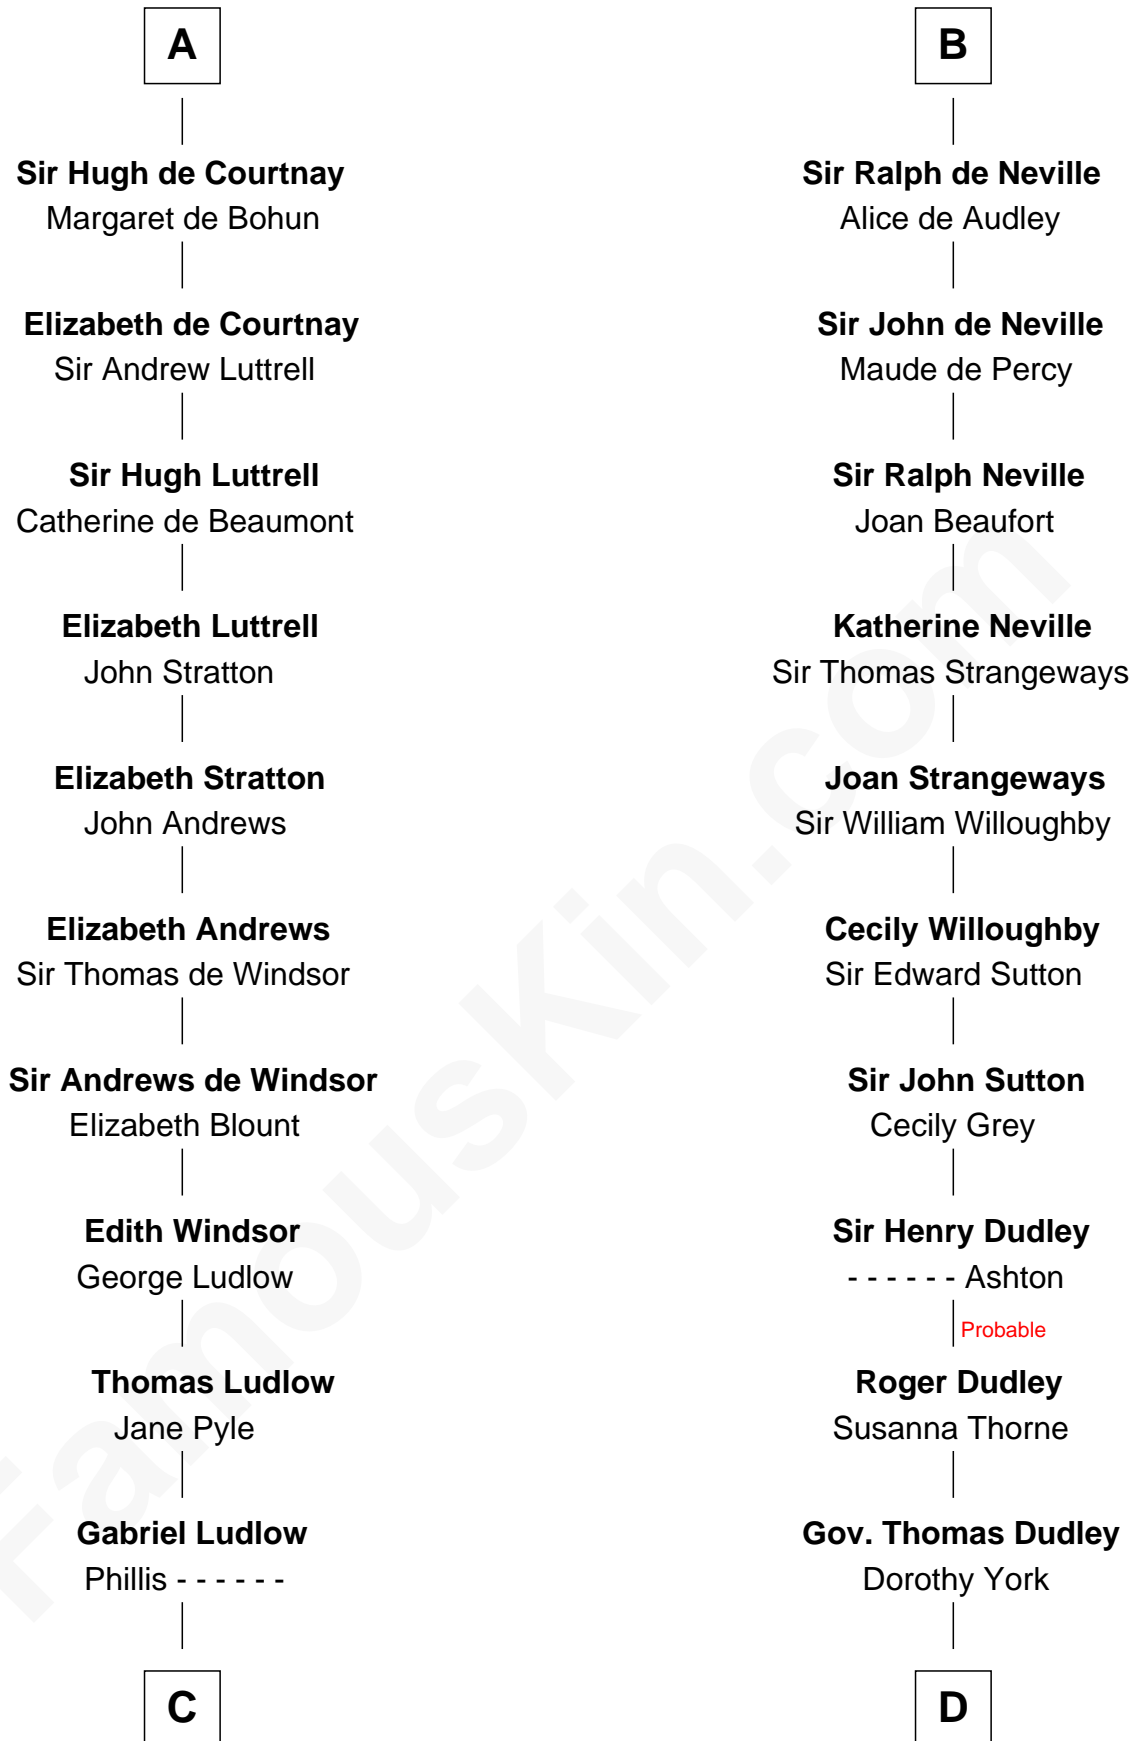 A
Sir Hugh de Courtnay
Margaret de Bohun
Elizabeth de Courtnay
Sir Andrew Luttrell
Sir Hugh Luttrell
Catherine de Beaumont
Elizabeth Luttrell
John Stratton
Elizabeth Stratton
John Andrews
Elizabeth Andrews
Sir Thomas de Windsor
Sir Andrews de Windsor
Elizabeth Blount
Edith Windsor
George Ludlow
Thomas Ludlow
Jane Pyle
Gabriel Ludlow
Phillis - - - - - -
C
B
Sir Ralph de Neville
Alice de Audley
Sir John de Neville
Maude de Percy
Sir Ralph Neville
Joan Beaufort
Katherine Neville
Sir Thomas Strangeways
Joan Strangeways
Sir William Willoughby
Cecily Willoughby
Sir Edward Sutton
Sir John Sutton
Cecily Grey
Sir Henry Dudley
- - - - - - Ashton
Probable
Roger Dudley
Susanna Thorne
Gov. Thomas Dudley
Dorothy York
D
FamousKin.com